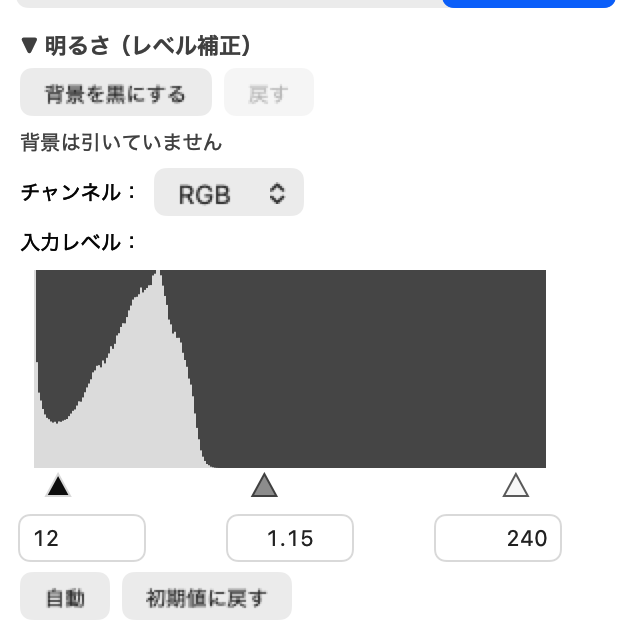 ▼ 明るさ（レベル補正）
背景を黒にする 戻す
背景は引いていません
チャンネル： RGB
入力レベル：
12 1.15 240
自動 初期値に戻す